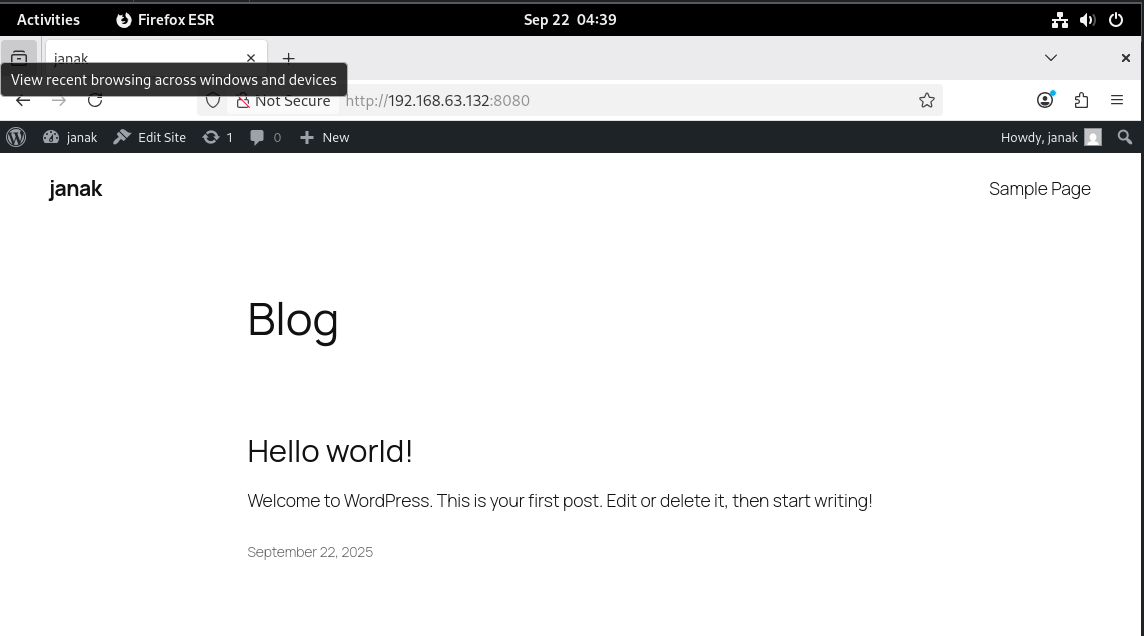 Activities Firefox ESR Sep 22 04:39
janak
View recent browsing across windows and devices
Not Secure http://192.168.63.132:8080
janak Edit Site 1 0 New Howdy, janak
janak Sample Page
Blog
Hello world!
Welcome to WordPress. This is your first post. Edit or delete it, then start writing!
September 22, 2025